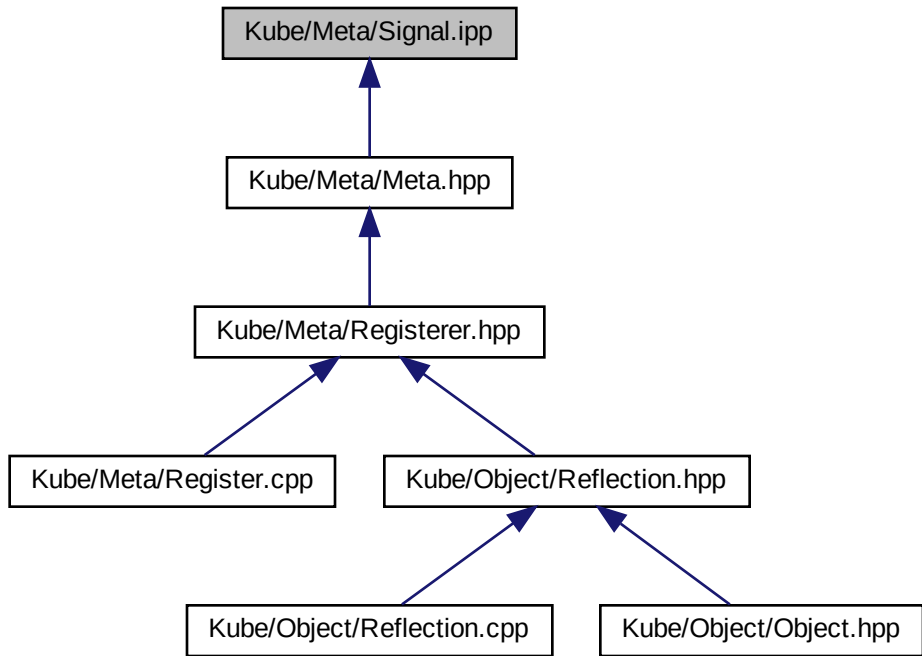 Kube/Meta/Signal.ipp
Kube/Meta/Meta.hpp
Kube/Meta/Registerer.hpp
Kube/Meta/Register.cpp
Kube/Object/Reflection.hpp
Kube/Object/Reflection.cpp
Kube/Object/Object.hpp